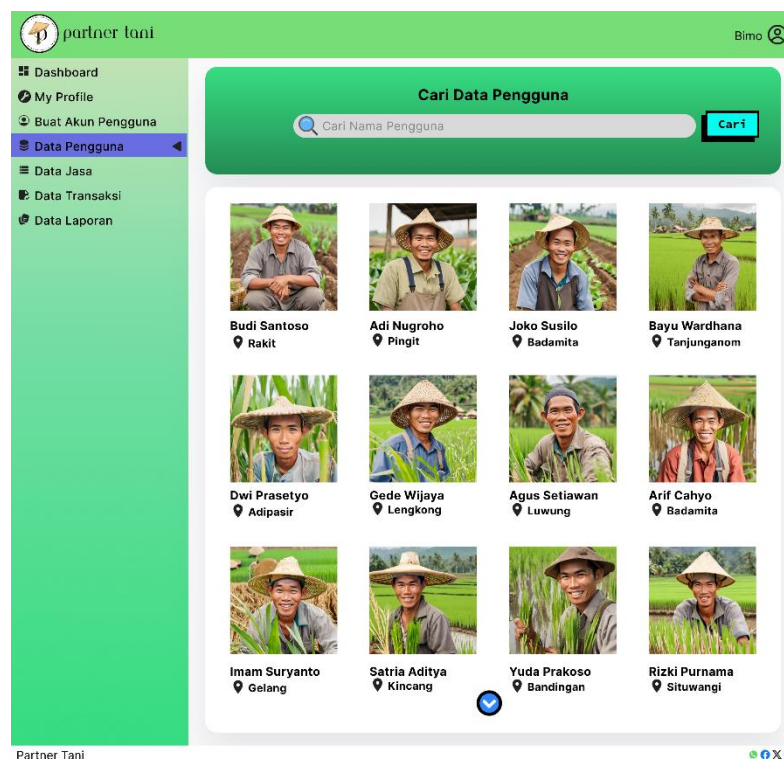 partner tani
Bimo
Dashboard
My Profile
Buat Akun Pengguna
Data Pengguna
Data Jasa
Data Transaksi
Data Laporan
Cari Data Pengguna
Cari Nama Pengguna
Cari
Budi Santoso
Rakit
Adi Nugroho
Pingit
Joko Susilo
Badamita
Bayu Wardhana
Tanjunganom
Dwi Prasetyo
Adipasir
Gede Wijaya
Lengkong
Agus Setiawan
Luwung
Arif Cahyo
Badamita
Imam Suryanto
Gelang
Satria Aditya
Kincang
Yuda Prakoso
Bandingan
Rizki Purnama
Situwangi
Partner Tani